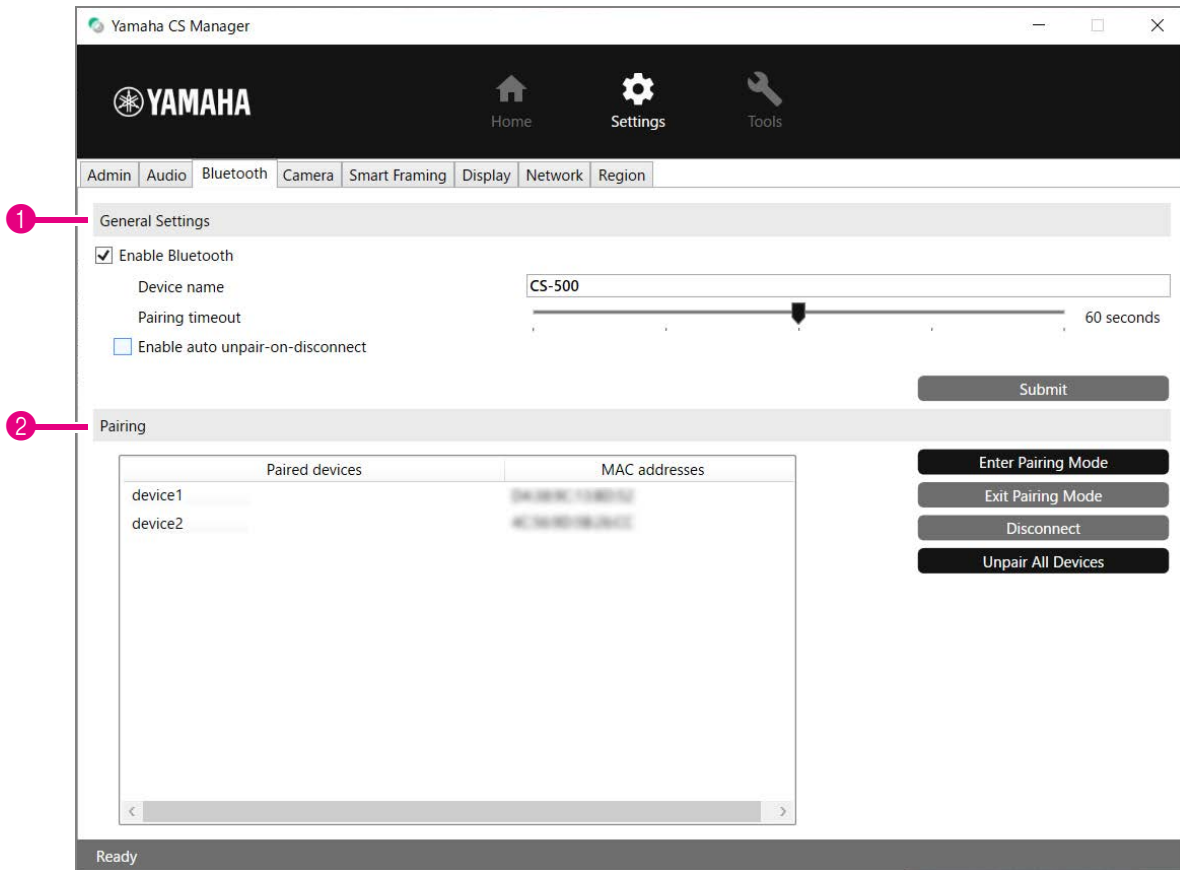 Yamaha CS Manager
YAMAHA
Home Settings Tools
Admin Audio Bluetooth Camera Smart Framing Display Network Region
1 General Settings
Enable Bluetooth
Device name CS-500
Pairing timeout 60 seconds
Enable auto unpair-on-disconnect
Submit
2 Pairing
Paired devices MAC addresses
Enter Pairing Mode
device1
Exit Pairing Mode
device2
Disconnect
Unpair All Devices
Ready